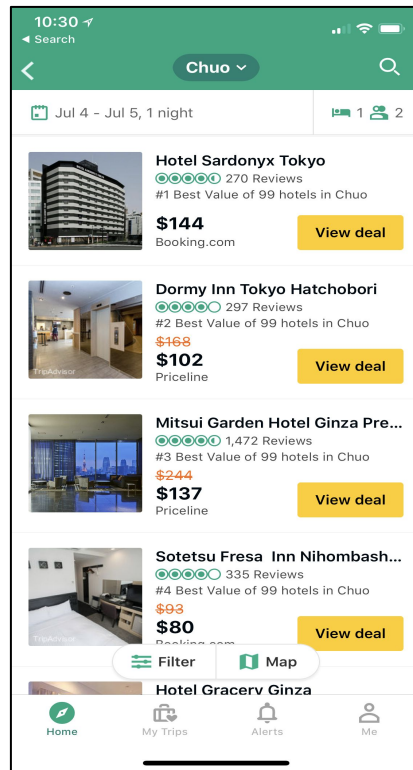 10:30
◄ Search
Chuo
Jul 4 - Jul 5, 1 night
1
2
Hotel Sardonyx Tokyo
270 Reviews
#1 Best Value of 99 hotels in Chuo
$144
Booking.com
View deal
Dormy Inn Tokyo Hatchobori
297 Reviews
#2 Best Value of 99 hotels in Chuo
$168
$102
Priceline
View deal
TripAdvisor
Mitsui Garden Hotel Ginza Pre...
1,472 Reviews
#3 Best Value of 99 hotels in Chuo
$244
$137
Priceline
View deal
Sotetsu Fresa Inn Nihombash...
335 Reviews
#4 Best Value of 99 hotels in Chuo
$93
$80
Booking.com
View deal
TripAdvisor
Filter
Map
Hotel Gracery Ginza
Home
My Trips
Alerts
Me